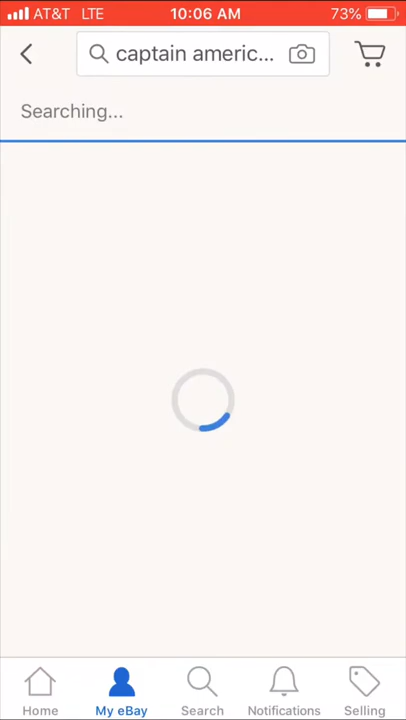 AT&T LTE 10:06 AM 73%
captain americ...
Searching...
Home My eBay Search Notifications Selling